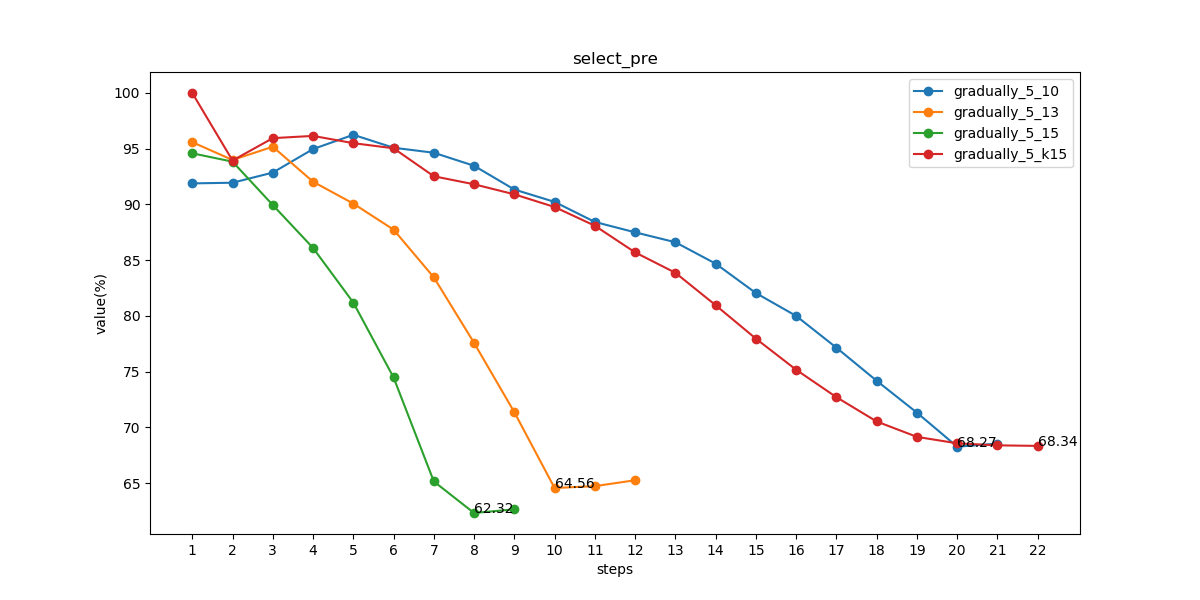 select_pre
gradually_5_10
gradually_5_13
gradually_5_15
gradually_5_k15
value(%)
100
95
90
85
80
75
70
65
62.32
64.56
68.27
68.34
1 2 3 4 5 6 7 8 9 10 11 12 13 14 15 16 17 18 19 20 21 22
steps